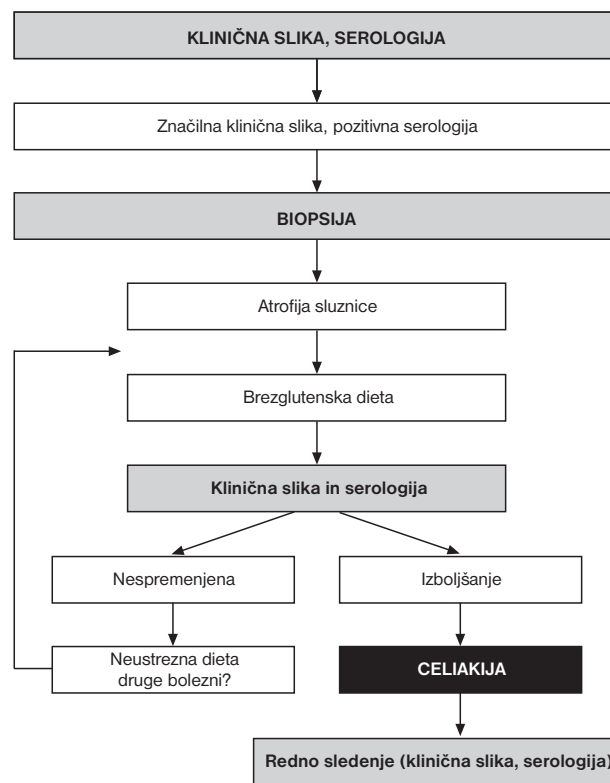 KLINIČNA SLIKA, SEROLOGIJA
Značilna klinična slika, pozitivna serologija
BIOPSIJA
Atrofija sluznice
Brezglutenska dieta
Klinična slika in serologija
Nespremenjena
Izboljšanje
Neustrezna dieta
druge bolezni?
CELIAKIJA
Redno sledenje (klinična slika, serologija)